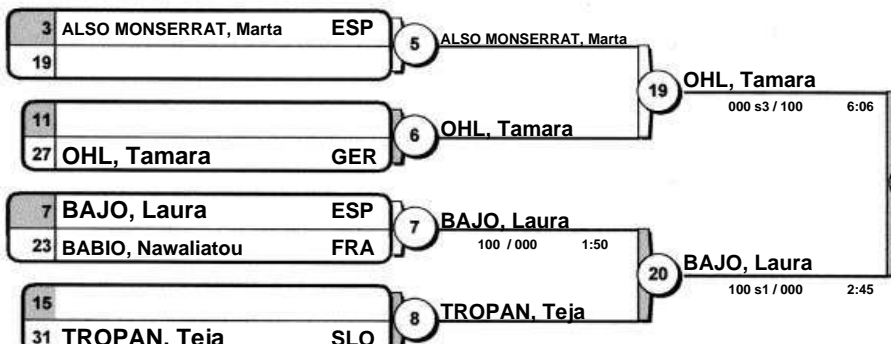 3 ALSO MONSERRAT, Marta ESP
19
5
ALSO MONSERRAT, Marta
11
27 OHL, Tamara GER
6
OHL, Tamara
19
OHL, Tamara
000 s3 / 100 6:06
7 BAJO, Laura ESP
23 BABIO, Nawaliatou FRA
7
BAJO, Laura
100 / 000 1:50
15
31 TROPAN, Teja SLO
8
TROPAN, Teja
20
BAJO, Laura
100 s1 / 000 2:45